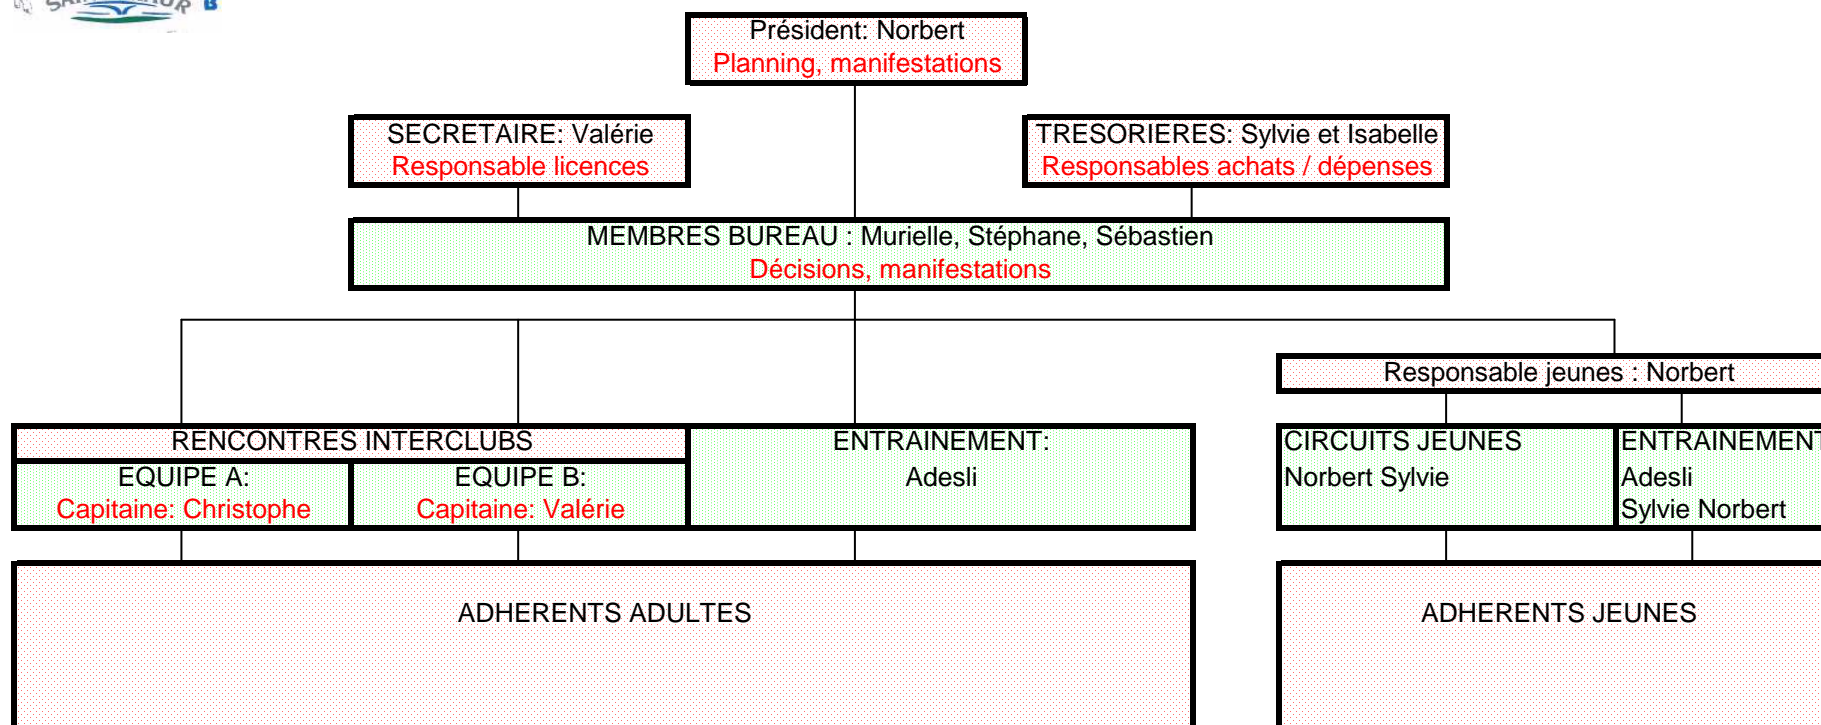 Président: Norbert
Planning, manifestations
SECRETAIRE: Valérie
Responsable licences
TRESORIERES: Sylvie et Isabelle
Responsables achats / dépenses
MEMBRES BUREAU : Murielle, Stéphane, Sébastien
Décisions, manifestations
Responsable jeunes : Norbert
RENCONTRES INTERCLUBS
EQUIPE A:
Capitaine: Christophe
EQUIPE B:
Capitaine: Valérie
ENTRAINEMENT:
Adesli
CIRCUITS JEUNES
Norbert Sylvie
ENTRAINEMENT
Adesli
Sylvie Norbert
ADHERENTS ADULTES
ADHERENTS JEUNES